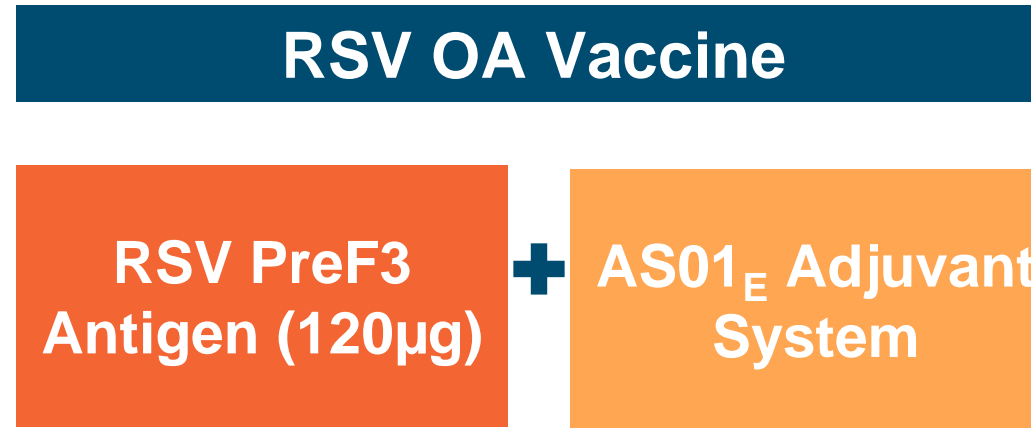 RSV OA Vaccine
RSV PreF3
Antigen (120µg)
+
AS01E Adjuvant
System